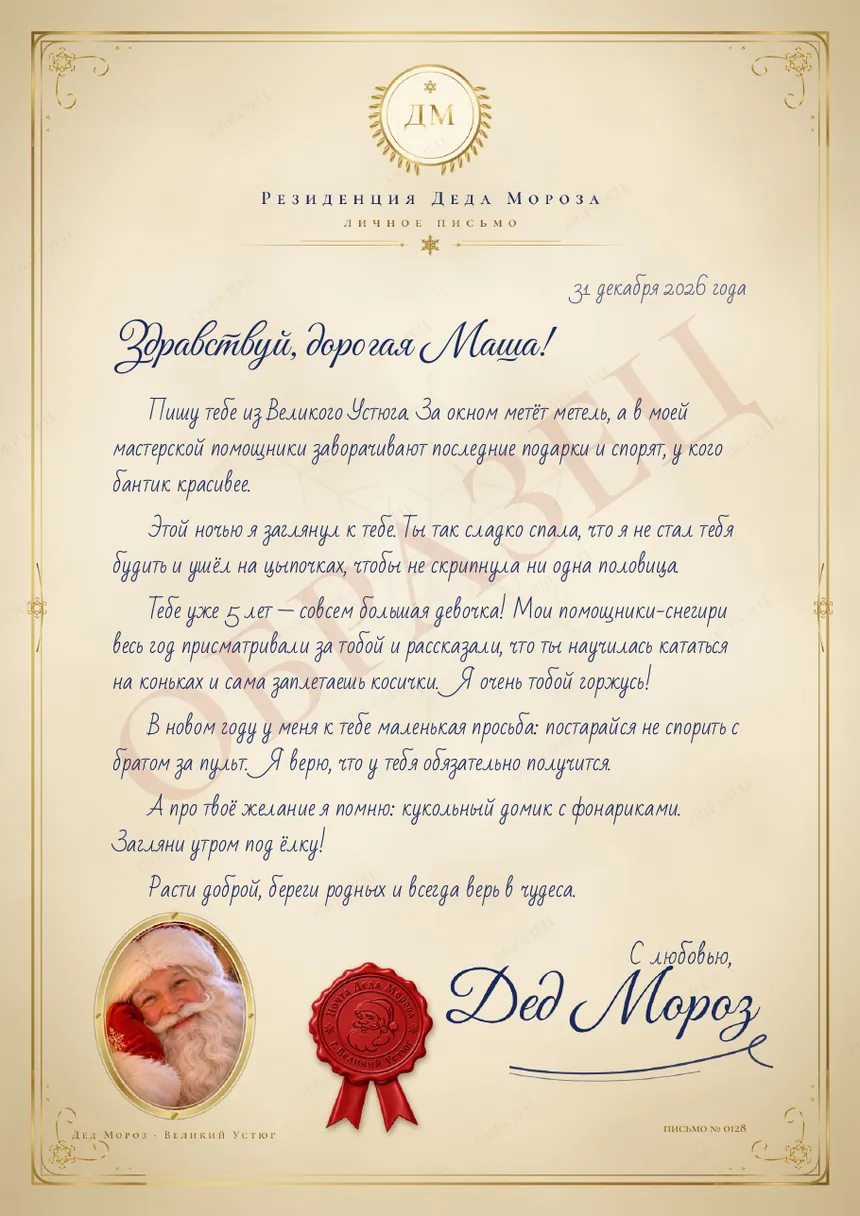 ДМ
Резиденция Деда Мороза
личное письмо
31 декабря 2026 года
Здравствуй, дорогая Маша!
Пишу тебе из Великого Устюга. За окном метёт метель, а в моей
мастерской помощники заворачивают последние подарки и спорят, у кого
бантик красивее.
Этой ночью я заглянул к тебе. Ты так сладко спала, что я не стал тебя
будить и ушёл на цыпочках, чтобы не скрипнула ни одна половица.
Тебе уже 5 лет — совсем большая девочка! Мои помощники-снегири
весь год присматривали за тобой и рассказали, что ты научилась кататься
на коньках и сама заплетаешь косички. Я очень тобой горжусь!
В новом году у меня к тебе маленькая просьба: постарайся не спорить с
братом за пульт. Я верю, что у тебя обязательно получится.
А про твоё желание я помню: кукольный домик с фонариками.
Загляни утром под ёлку!
Расти доброй, береги родных и всегда верь в чудеса.
ОБРАЗЕЦ
С любовью,
Дед Мороз
Почта Деда Мороза
г. Великий Устюг
Дед Мороз · Великий Устюг
письмо № 0128